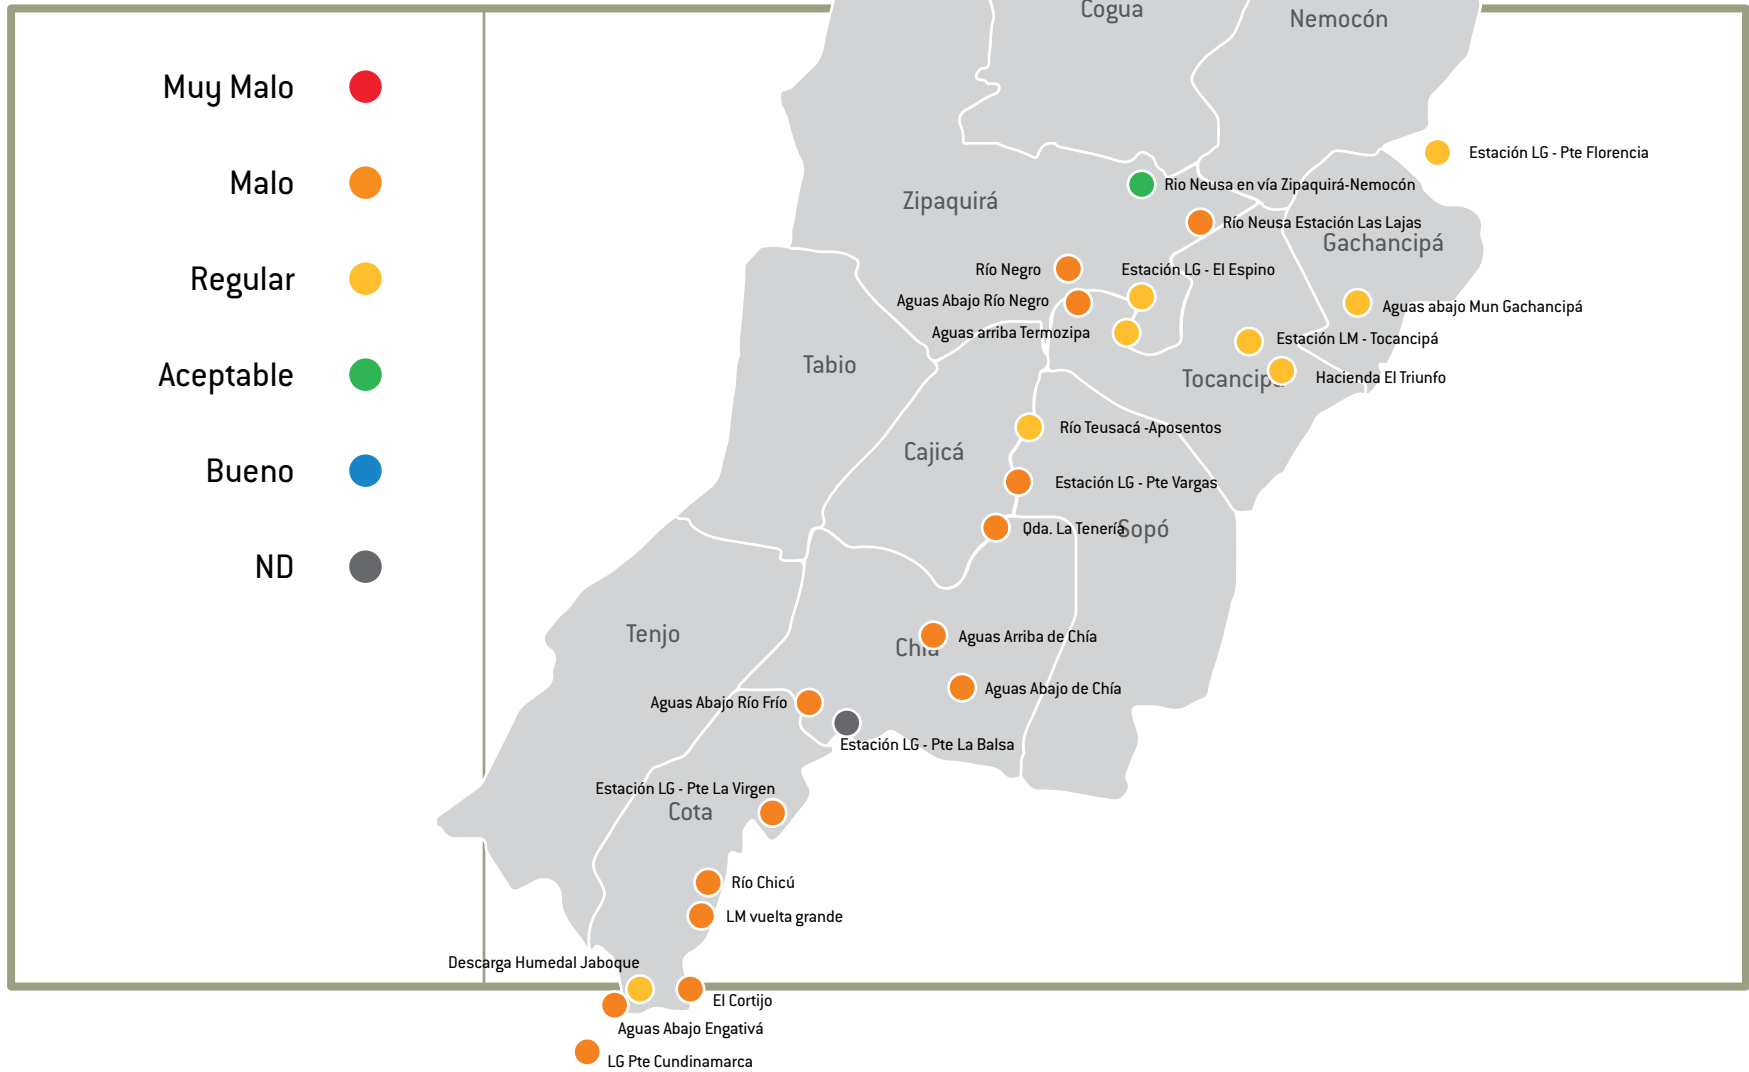 Muy Malo
Malo
Regular
Aceptable
Bueno
ND
Cogua
Nemocón
Estación LG - Pte Florencia
Rio Neusa en vía Zipaquirá-Nemocón
Zipaquirá
Río Neusa Estación Las Lajas
Gachancipá
Río Negro
Estación LG - El Espino
Aguas Abajo Río Negro
Aguas abajo Mun Gachancipá
Aguas arriba Termozipa
Estación LM - Tocancipá
Tabio
Tocancipá
Hacienda El Triunfo
Río Teusacá -Aposentos
Cajicá
Estación LG - Pte Vargas
Qda. La Tenería
Sopó
Tenjo
Aguas Arriba de Chía
Chía
Aguas Abajo de Chía
Aguas Abajo Río Frío
Estación LG - Pte La Balsa
Estación LG - Pte La Virgen
Cota
Río Chicú
LM vuelta grande
Descarga Humedal Jaboque
El Cortijo
Aguas Abajo Engativá
LG Pte Cundinamarca